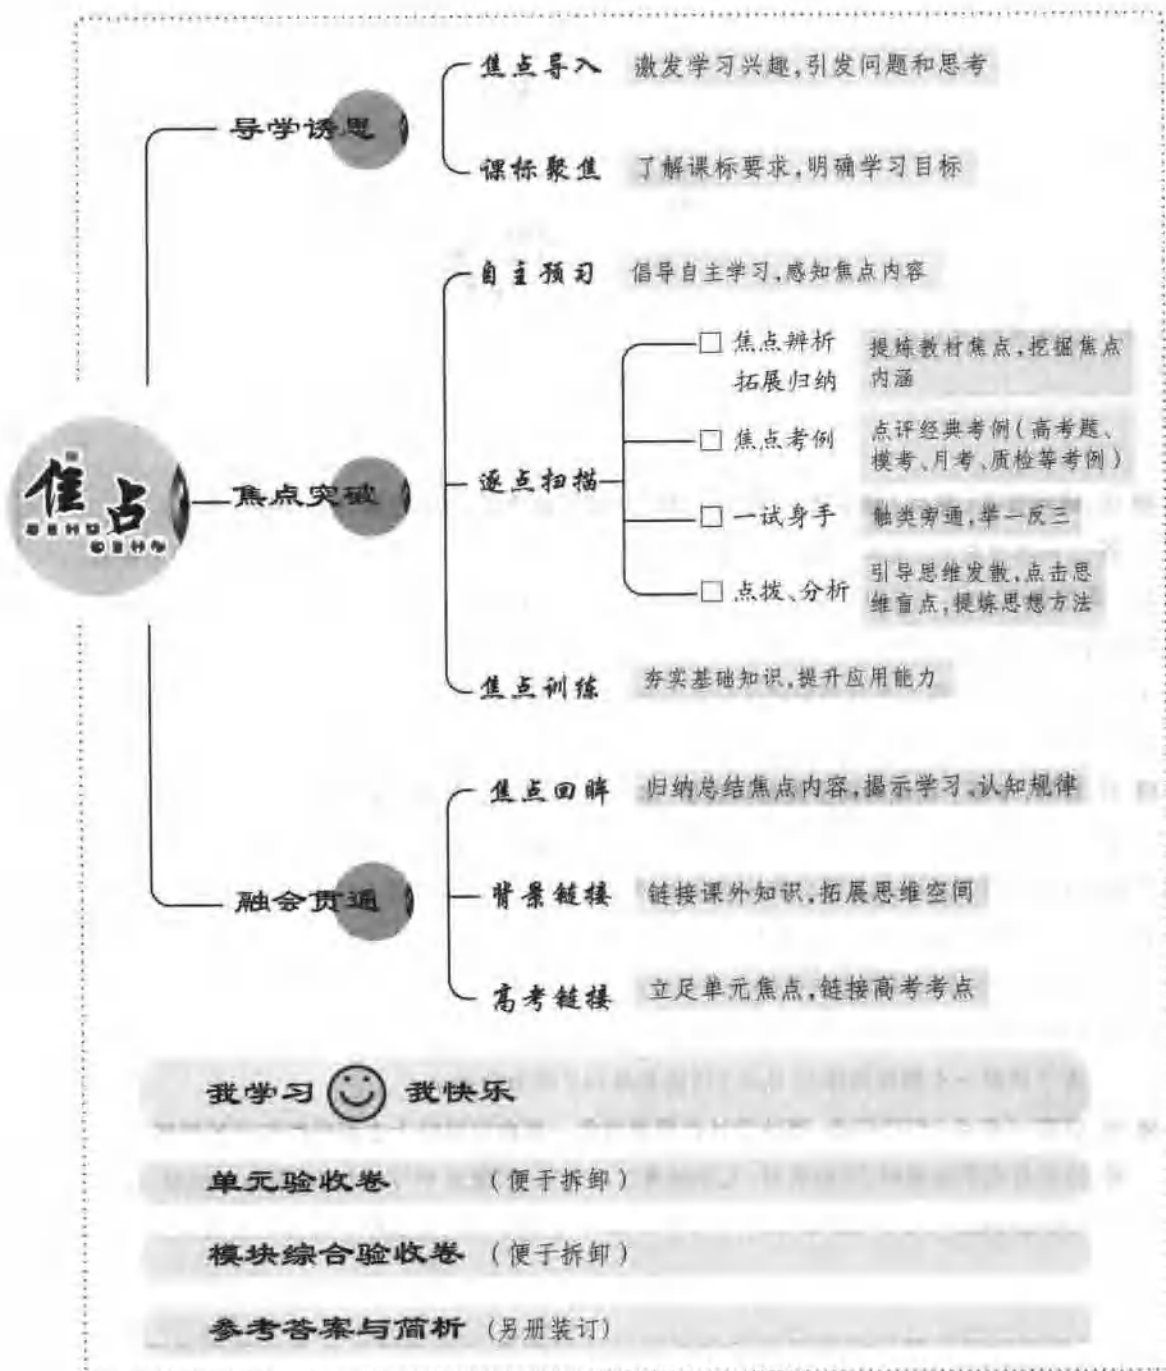 导学诱思
焦点导入 激发学习兴趣,引发问题和思考
课标聚焦 了解课标要求,明确学习目标
焦点
焦点突破
自主预习 倡导自主学习,感知焦点内容
逐点扫描
□ 焦点辨析 提炼教材焦点,挖掘焦点
拓展归纳 内涵
□ 焦点考例 点评经典考例(高考题、
模考、月考、质检等考例)
□ 一试身手 触类旁通,举一反三
□ 点拨、分析 引导思维发散,点击思
维盲点,提炼思想方法
焦点训练 夯实基础知识,提升应用能力
融会贯通
焦点回眸 归纳总结焦点内容,揭示学习、认知规律
背景链接 链接课外知识,拓展思维空间
高考链接 立足单元焦点,链接高考考点
我学习 我快乐
单元验收卷 (便于拆卸)
模块综合验收卷 (便于拆卸)
参考答案与简析 (另册装订)